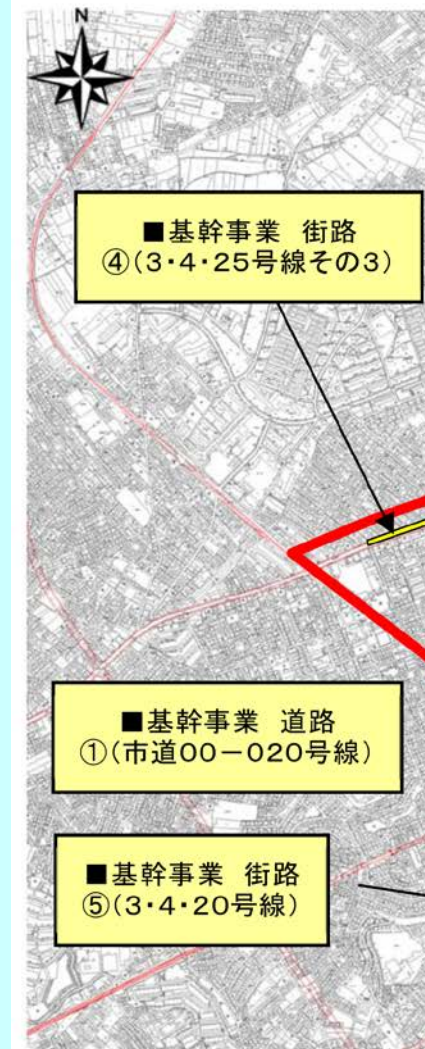 N
■基幹事業 街路
④(3・4・25号線その3)
■基幹事業 道路
①(市道00－020号線)
■基幹事業 街路
⑤(3・4・20号線)